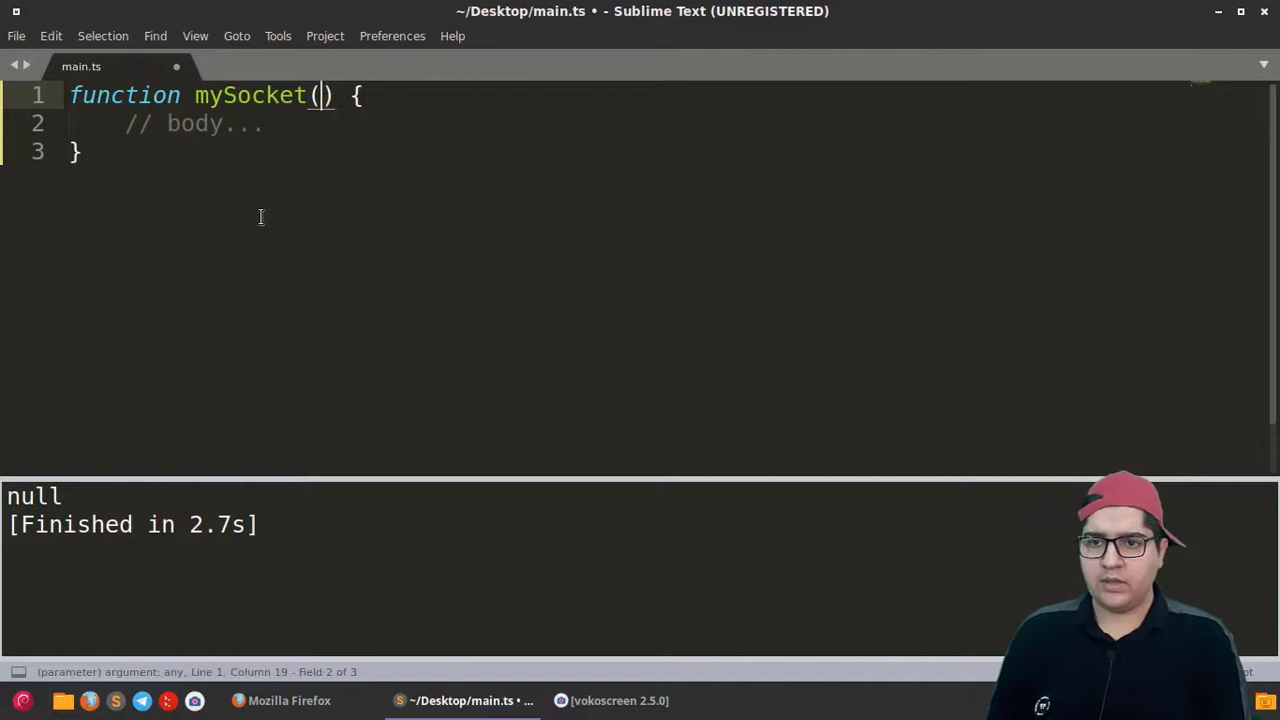 ~/Desktop/main.ts • - Sublime Text (UNREGISTERED)
File Edit Selection Find View Goto Tools Project Preferences Help
main.ts
1 function mySocket() {
2 // body...
3 }
null
[Finished in 2.7s]
(parameter) argument: any, Line 1, Column 19 - Field 2 of 3
Mozilla Firefox ~/Desktop/main.ts • ... [vokoscreen 2.5.0]